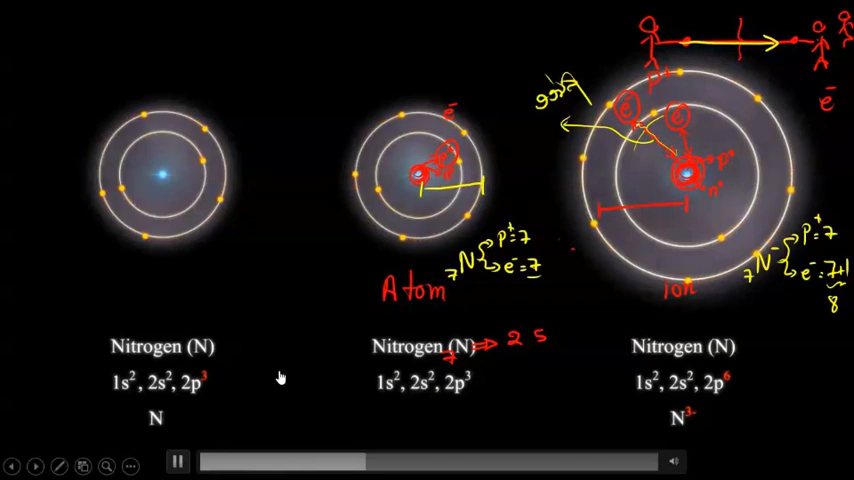 p+
e⁻
e⁻
e⁻
e⁻
p⁺
n°
₇N p⁺=7
e⁻=7
₇N⁻ p⁺=7
e⁻=7+1
8
Atom
ion
Nitrogen (N)
1s², 2s², 2p³
N
Nitrogen (N)
7 ⇒ 2 5
1s², 2s², 2p³
Nitrogen (N)
1s², 2s², 2p⁶
N³⁻